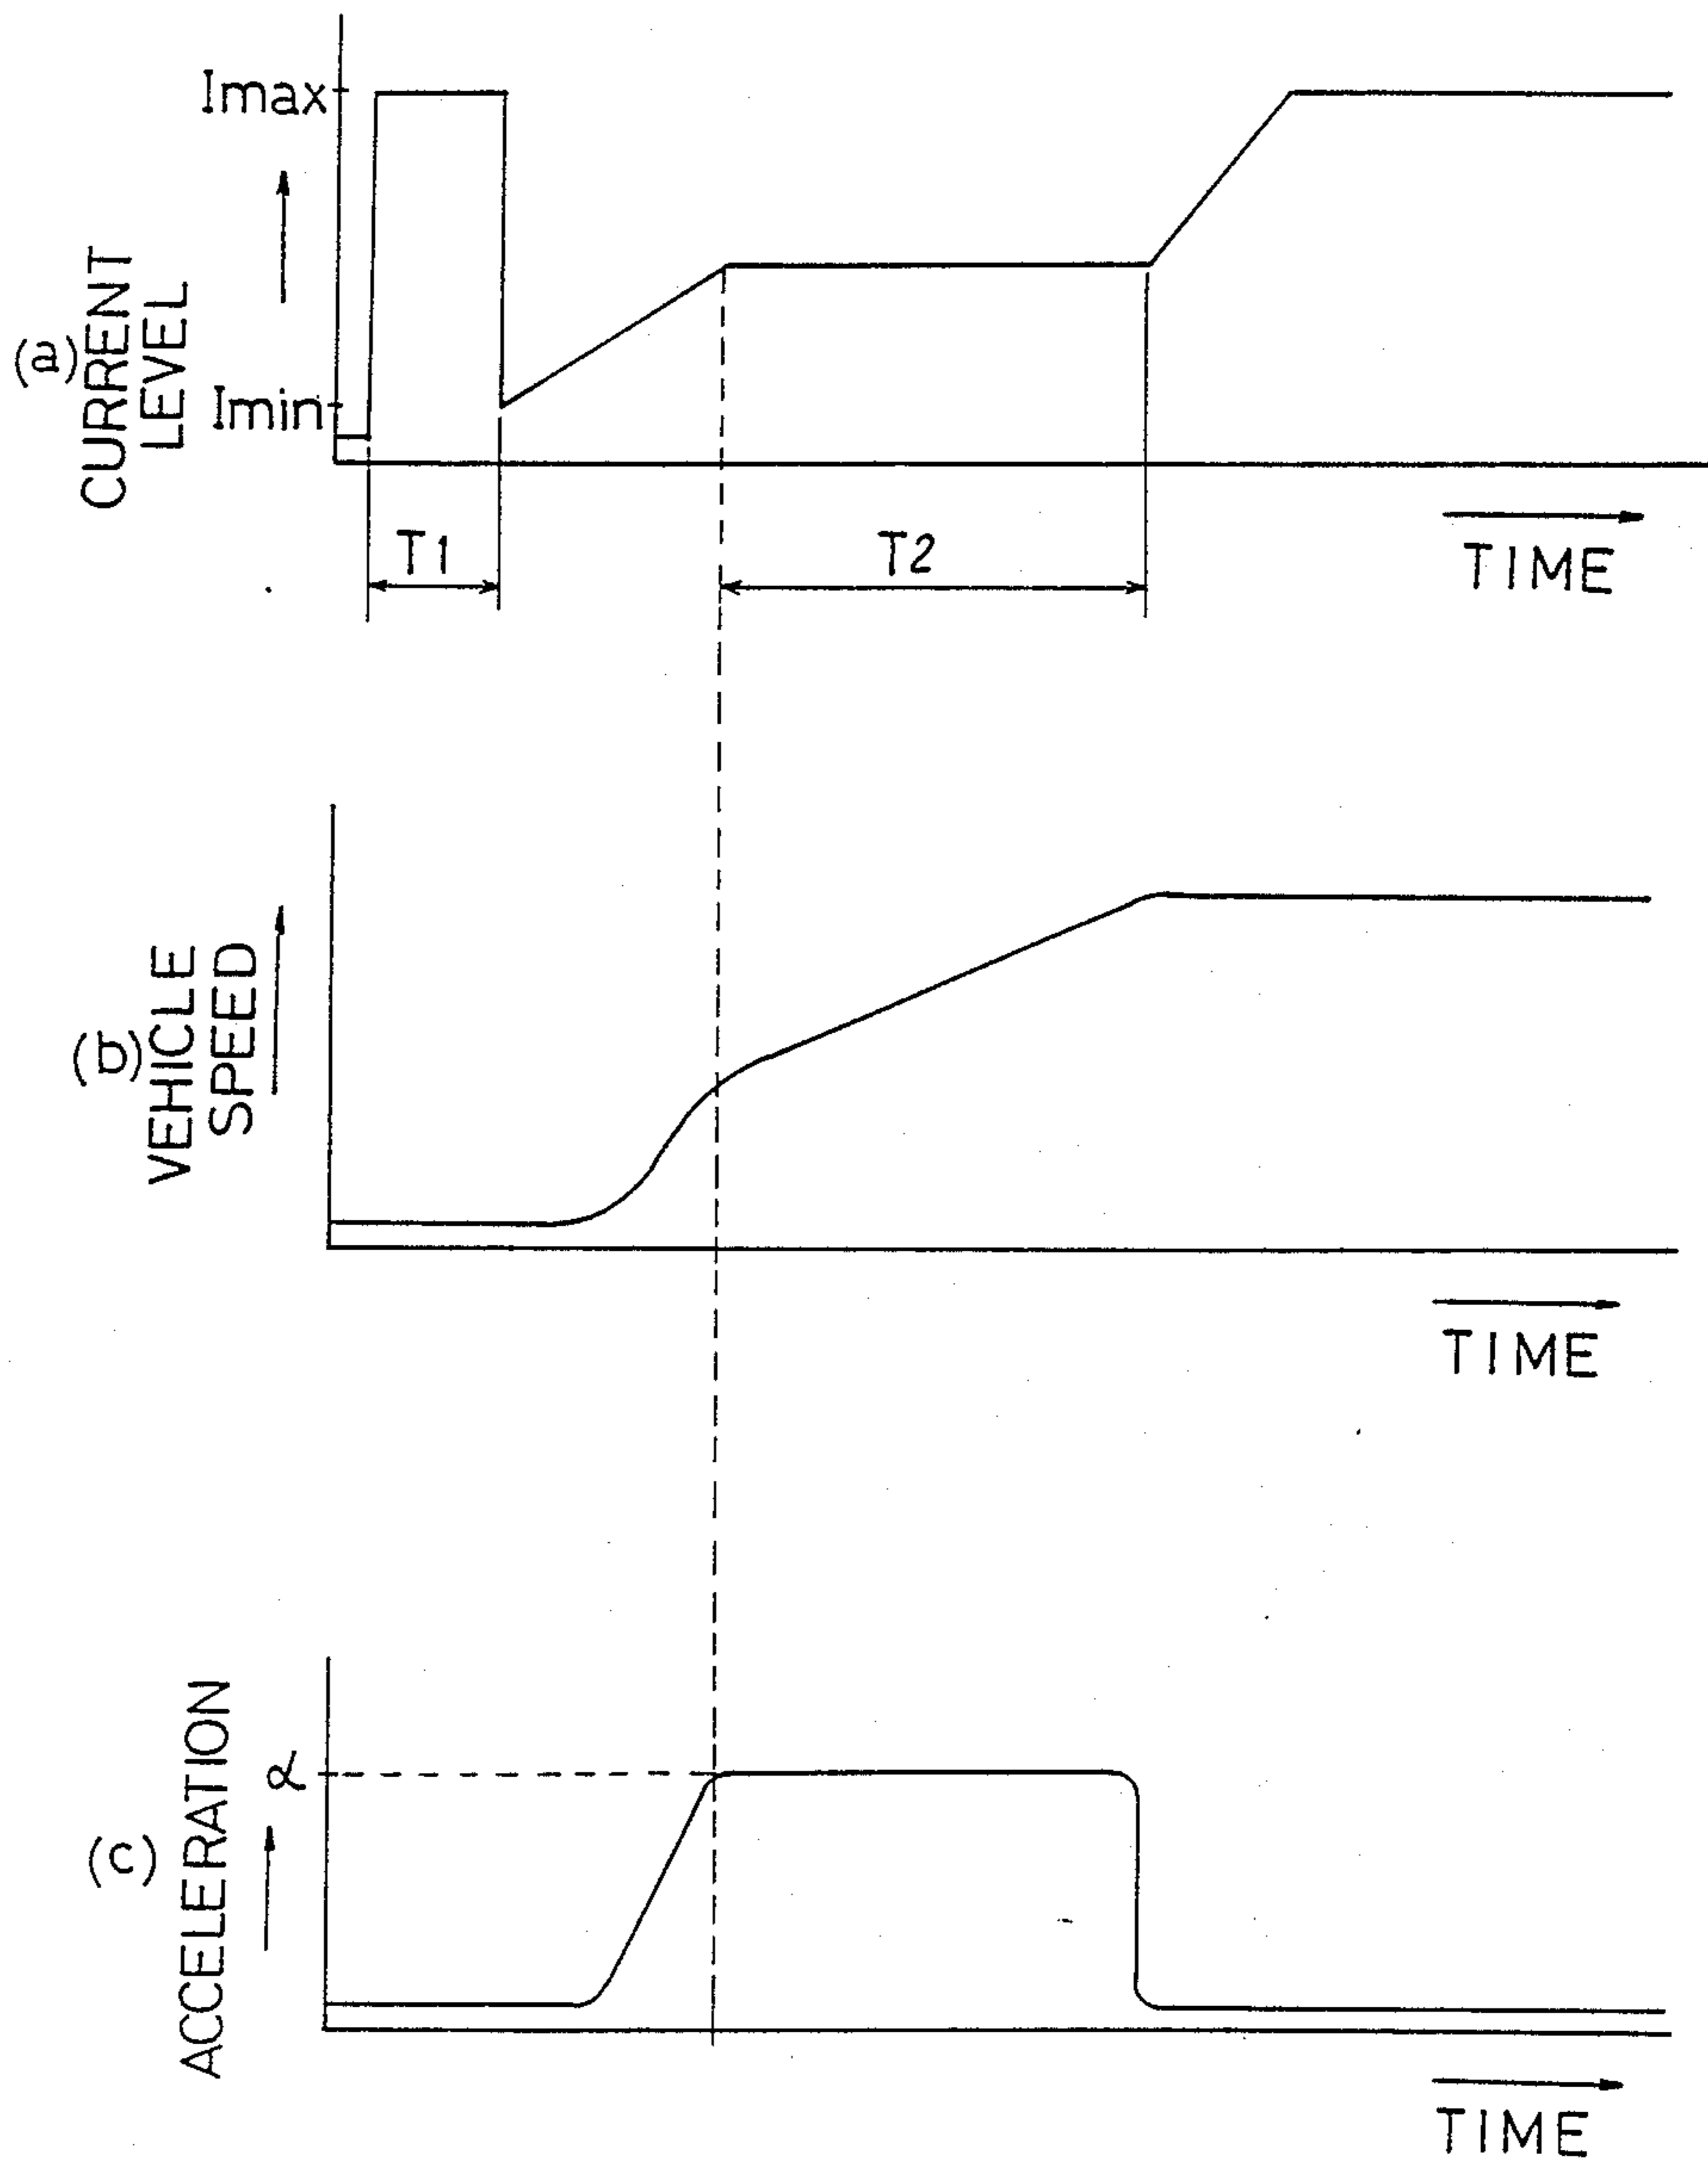 (a)
CURRENT
LEVEL
Imax
Imin
T1
T2
TIME
(b)
VEHICLE
SPEED
TIME
(c)
ACCELERATION
α
TIME